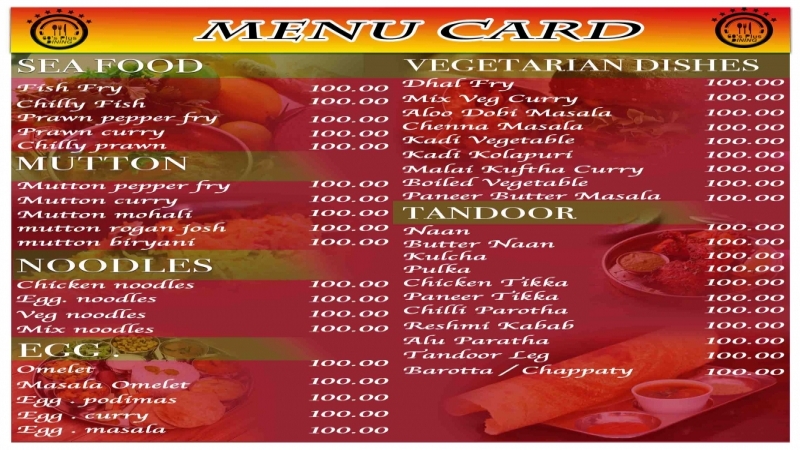 MENU CARD
60's Plus
DINING
60's Plus
DINING
SEA FOOD
Fish Fry 100.00
Chilly Fish 100.00
Prawn pepper fry 100.00
Prawn curry 100.00
Chilly prawn 100.00
MUTTON
Mutton pepper fry 100.00
Mutton curry 100.00
Mutton mohali 100.00
mutton rogan josh 100.00
mutton biryani 100.00
NOODLES
Chicken noodles 100.00
Egg. noodles 100.00
Veg noodles 100.00
Mix noodles 100.00
EGG .
Omelet 100.00
Masala Omelet 100.00
Egg . podimas 100.00
Egg . curry 100.00
Egg . masala 100.00
VEGETARIAN DISHES
Dhal Fry 100.00
Mix Veg Curry 100.00
Aloo Dobi Masala 100.00
Chenna Masala 100.00
Kadi Vegetable 100.00
Kadi Kolapuri 100.00
Malai Kuftha Curry 100.00
Boiled Vegetable 100.00
Paneer Butter Masala 100.00
TANDOOR
Naan 100.00
Butter Naan 100.00
Kulcha 100.00
Pulka 100.00
Chicken Tikka 100.00
Paneer Tikka 100.00
Chilli Parotha 100.00
Reshmi Kabab 100.00
Alu Paratha 100.00
Tandoor Leg 100.00
Barotta / Chappaty 100.00